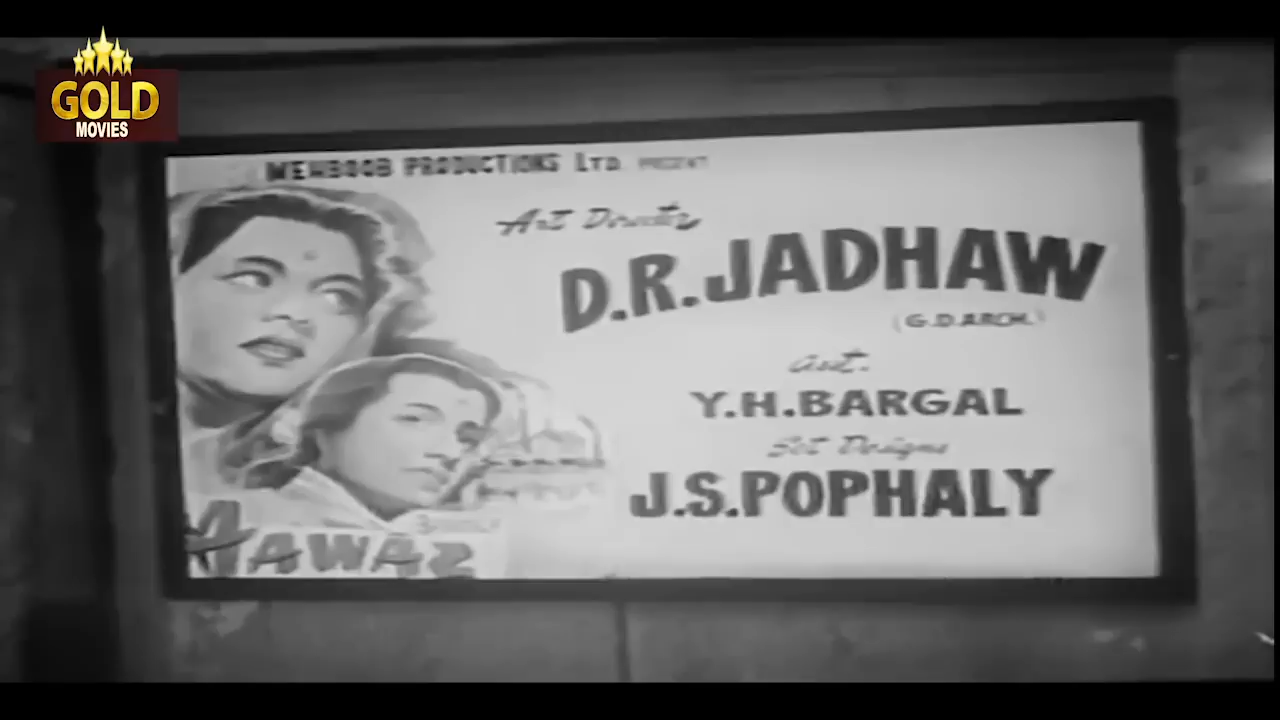 GOLD
MOVIES
MEHBOOB PRODUCTIONS LTD. PRESENT
Art Director
D.R.JADHAW
(G.D.ARCH.)
asst.
Y.H.BARGAL
Set Designs
J.S.POPHALY
AWAZ